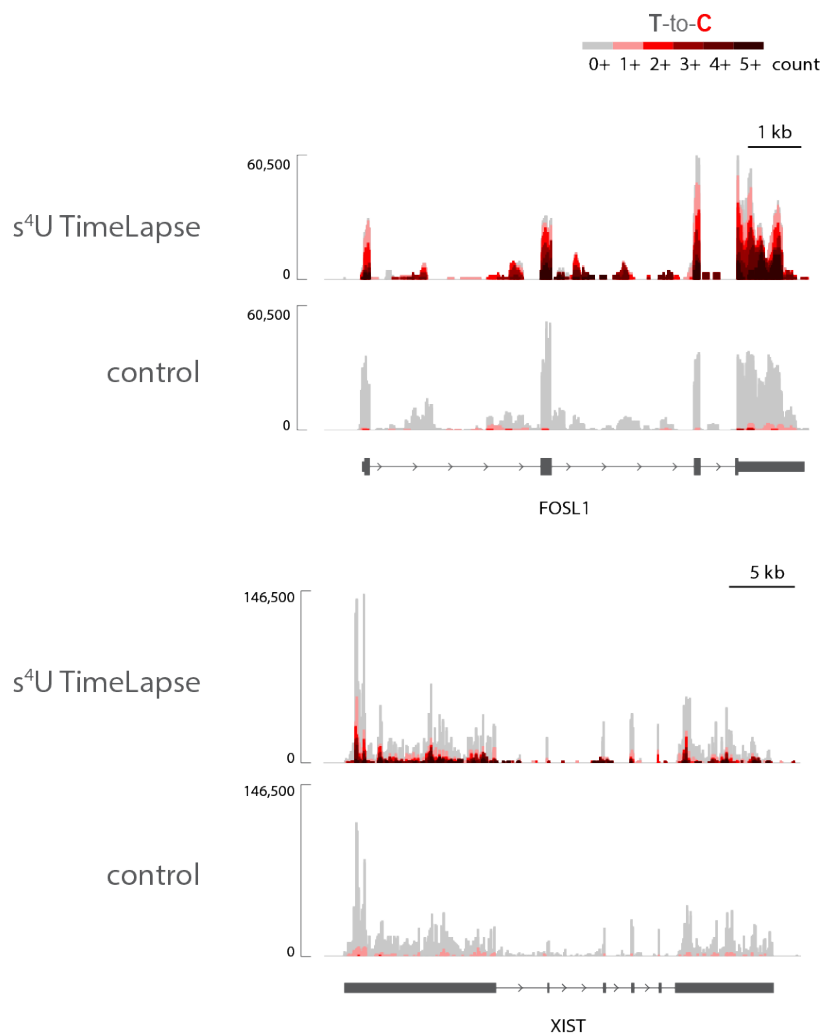 T-to-C
0+ 1+ 2+ 3+ 4+ 5+ count
1 kb
60,500
s⁴U TimeLapse
0
60,500
control
0
FOSL1
5 kb
146,500
s⁴U TimeLapse
0
146,500
control
0
XIST